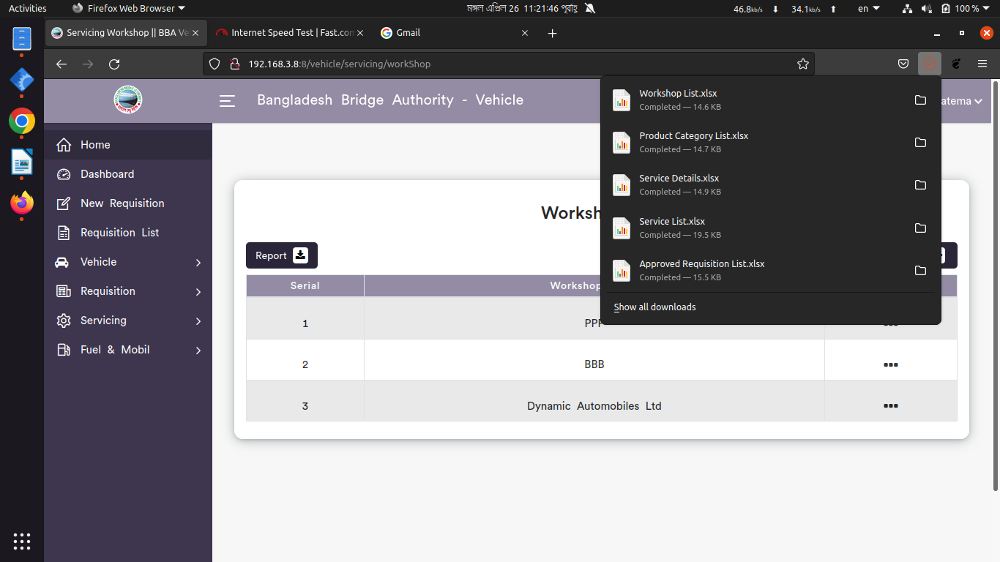 Activities Firefox Web Browser মঙ্গল এপ্রিল 26 11:21:46 পূর্বাহ্ণ 46.8kb/s 34.1kb/s en 100 %
Servicing Workshop || BBA Ve Internet Speed Test | Fast.com Gmail
192.168.3.8:8/vehicle/servicing/workShop
Bangladesh Bridge Authority - Vehicle atema
Home
Dashboard
New Requisition
Requisition List
Vehicle
Requisition
Servicing
Fuel & Mobil
Workshop List.xlsx
Completed — 14.6 KB
Product Category List.xlsx
Completed — 14.7 KB
Service Details.xlsx
Completed — 14.9 KB
Service List.xlsx
Completed — 19.5 KB
Approved Requisition List.xlsx
Completed — 15.5 KB
Show all downloads
Worksh
Report
Serial Workshop
1 PPP
2 BBB
3 Dynamic Automobiles Ltd